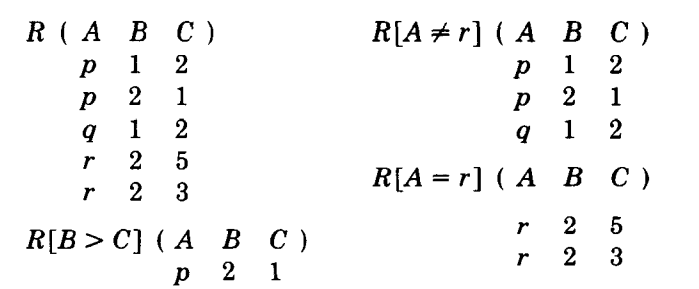 R ( A B C )
p 1 2
p 2 1
q 1 2
r 2 5
r 2 3
R[B > C] ( A B C )
p 2 1
R[A ≠ r] ( A B C )
p 1 2
p 2 1
q 1 2
R[A = r] ( A B C )
r 2 5
r 2 3